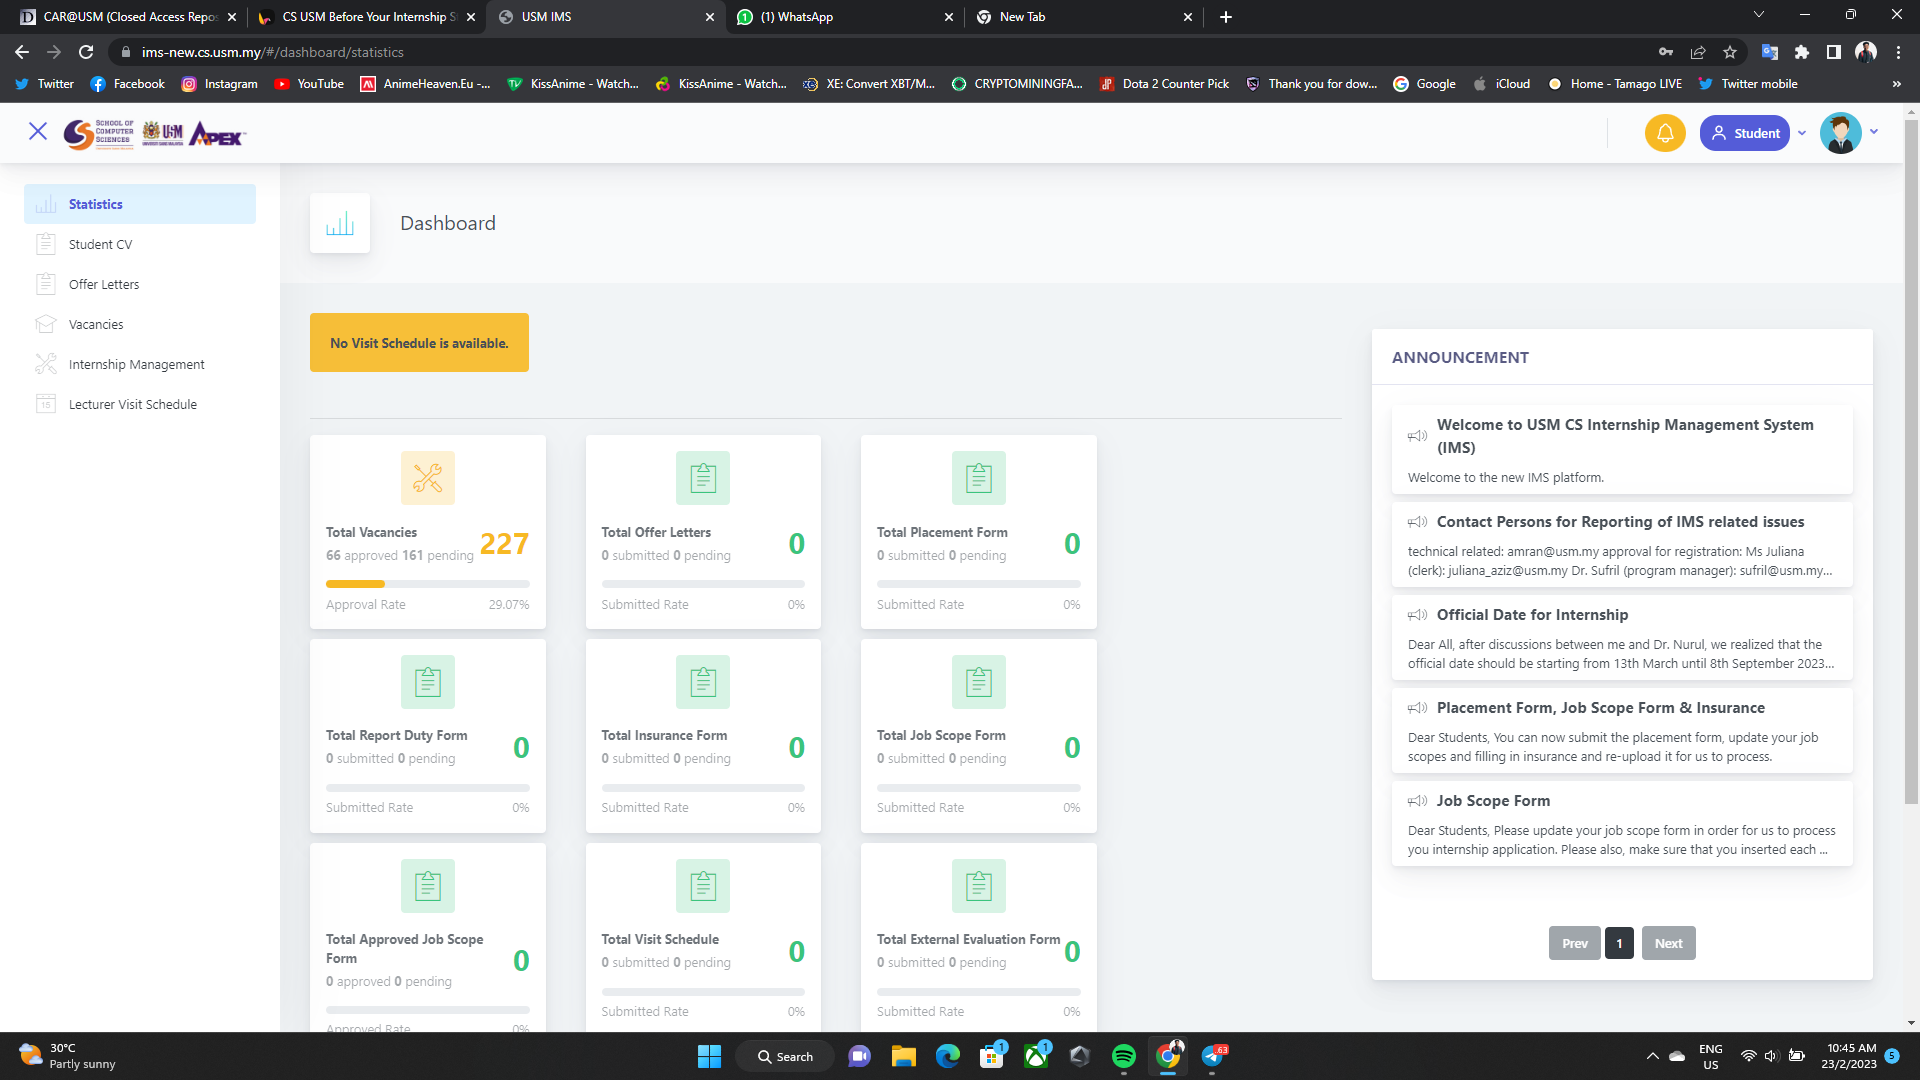 CAR@USM (Closed Access Repos
CS USM Before Your Internship S
USM IMS
(1) WhatsApp
New Tab
ims-new.cs.usm.my/#/dashboard/statistics
Twitter
Facebook
Instagram
YouTube
AnimeHeaven.Eu -...
KissAnime - Watch...
KissAnime - Watch...
XE: Convert XBT/M...
CRYPTOMININGFA...
Dota 2 Counter Pick
Thank you for dow...
Google
iCloud
Home - Tamago LIVE
Twitter mobile
»
SCHOOL OF
COMPUTER
SCIENCES
USM
APEX
Student
Statistics
Student CV
Offer Letters
Vacancies
Internship Management
Lecturer Visit Schedule
Dashboard
No Visit Schedule is available.
Total Vacancies
66 approved 161 pending
227
Approval Rate
29.07%
Total Offer Letters
0 submitted 0 pending
0
Submitted Rate
0%
Total Placement Form
0 submitted 0 pending
0
Submitted Rate
0%
Total Report Duty Form
0 submitted 0 pending
0
Submitted Rate
0%
Total Insurance Form
0 submitted 0 pending
0
Submitted Rate
0%
Total Job Scope Form
0 submitted 0 pending
0
Submitted Rate
0%
Total Approved Job Scope
Form
0 approved 0 pending
0
Approved Rate
0%
Total Visit Schedule
0 submitted 0 pending
0
Submitted Rate
0%
Total External Evaluation Form
0 submitted 0 pending
0
Submitted Rate
0%
ANNOUNCEMENT
Welcome to USM CS Internship Management System
(IMS)
Welcome to the new IMS platform.
Contact Persons for Reporting of IMS related issues
technical related: amran@usm.my approval for registration: Ms Juliana
(clerk): juliana_aziz@usm.my Dr. Sufril (program manager): sufril@usm.my...
Official Date for Internship
Dear All, after discussions between me and Dr. Nurul, we realized that the
official date should be starting from 13th March until 8th September 2023...
Placement Form, Job Scope Form & Insurance
Dear Students, You can now submit the placement form, update your job
scopes and filling in insurance and re-upload it for us to process.
Job Scope Form
Dear Students, Please update your job scope form in order for us to process
you internship application. Please also, make sure that you inserted each ...
Prev
1
Next
30°C
Partly sunny
Search
1
1
63
ENG
US
10:45 AM
23/2/2023
5